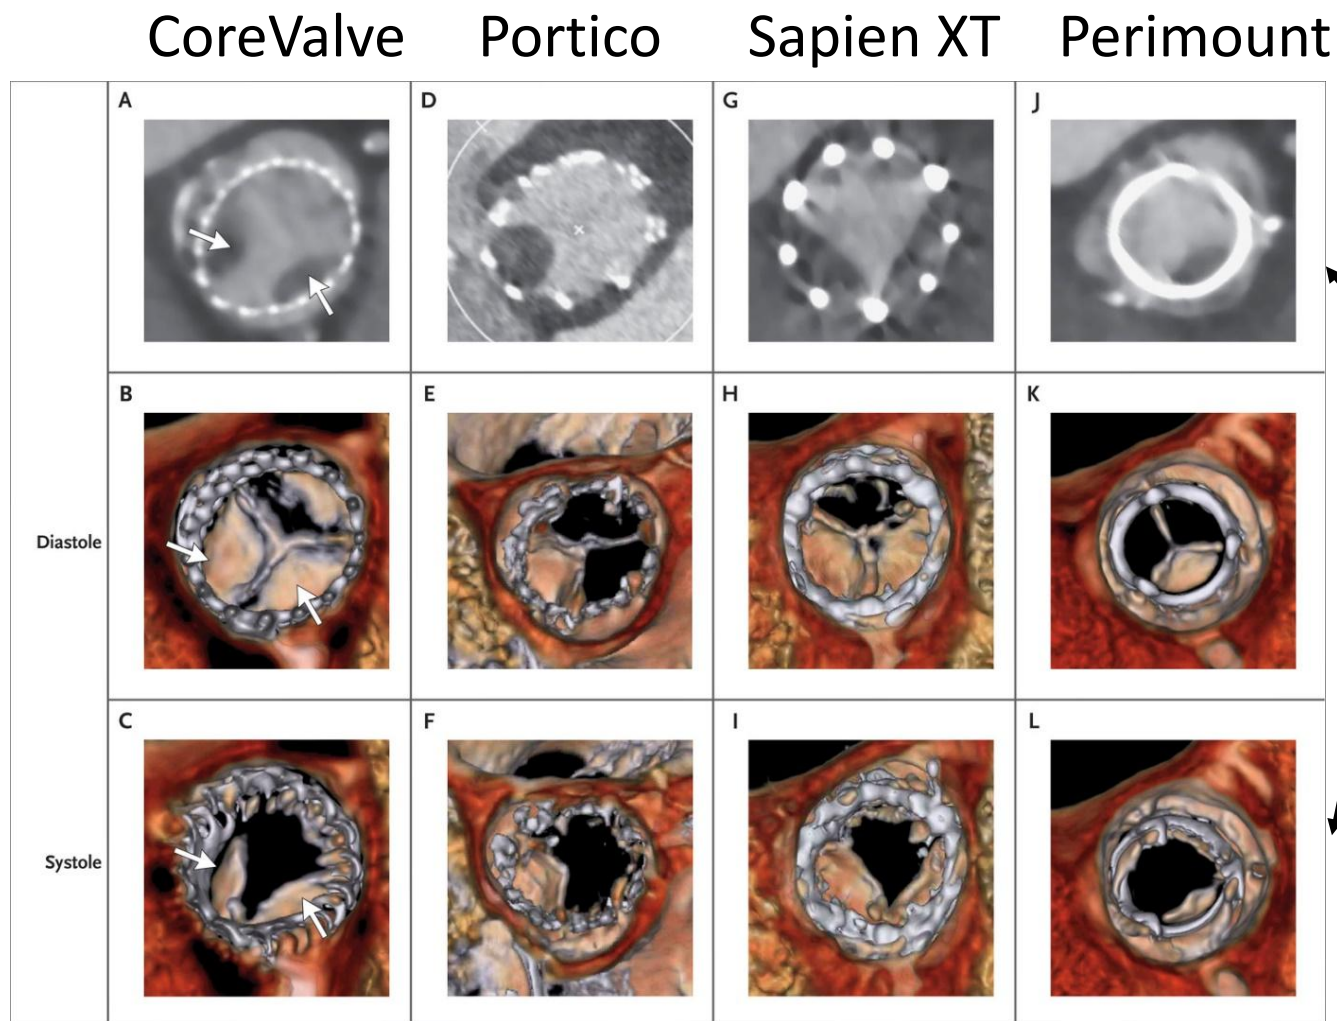 CoreValve Portico Sapien XT Perimount
A D G J
B E H K
Diastole
C F I L
Systole